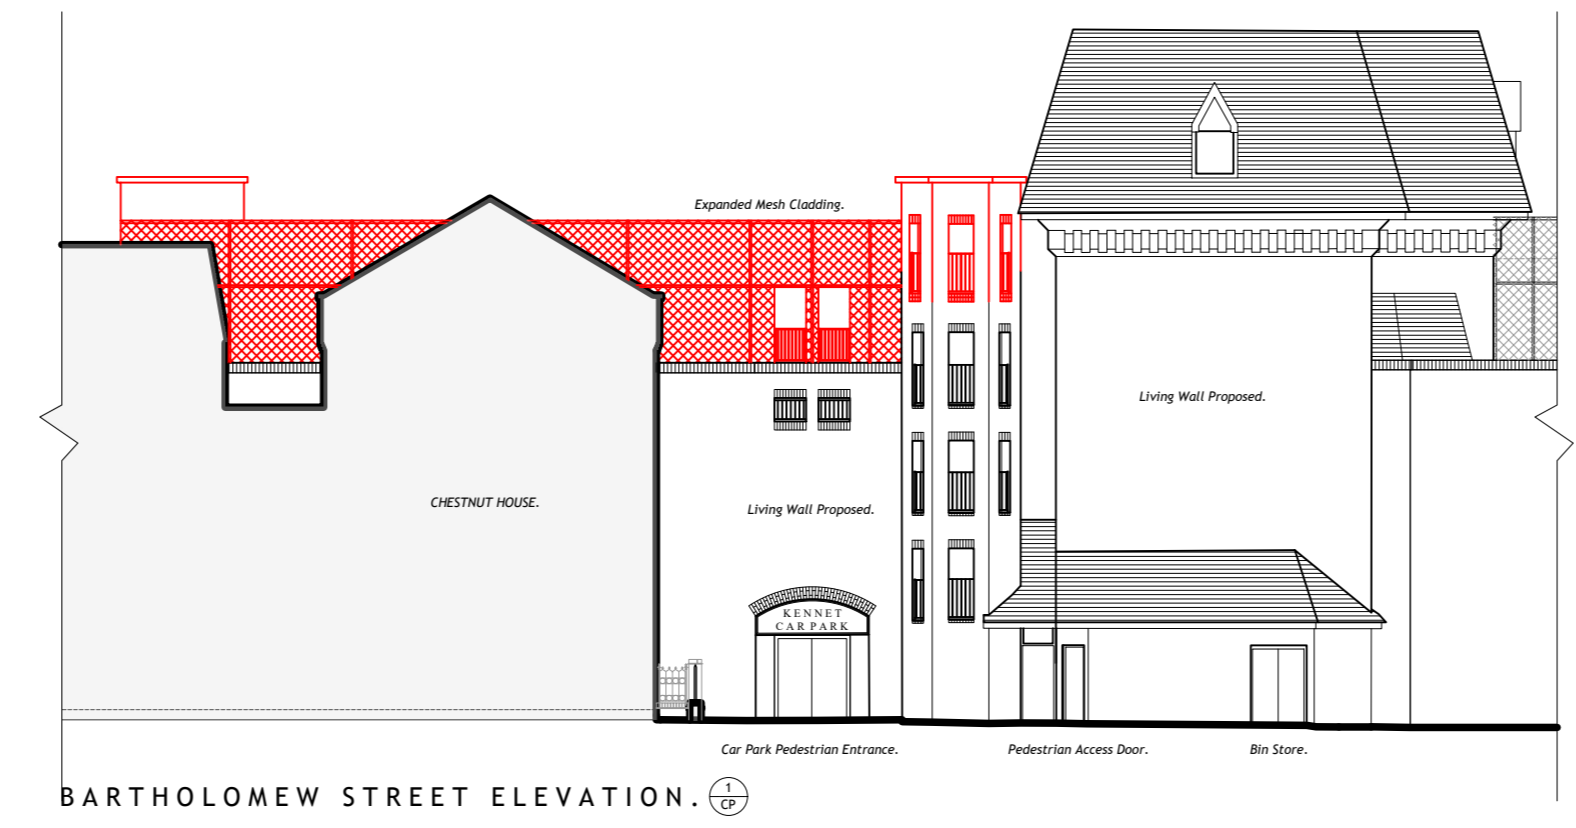 Expanded Mesh Cladding.
Living Wall Proposed.
CHESTNUT HOUSE.
Living Wall Proposed.
KENNET
CAR PARK
Car Park Pedestrian Entrance.
Pedestrian Access Door.
Bin Store.
BARTHOLOMEW STREET ELEVATION.
1
CP